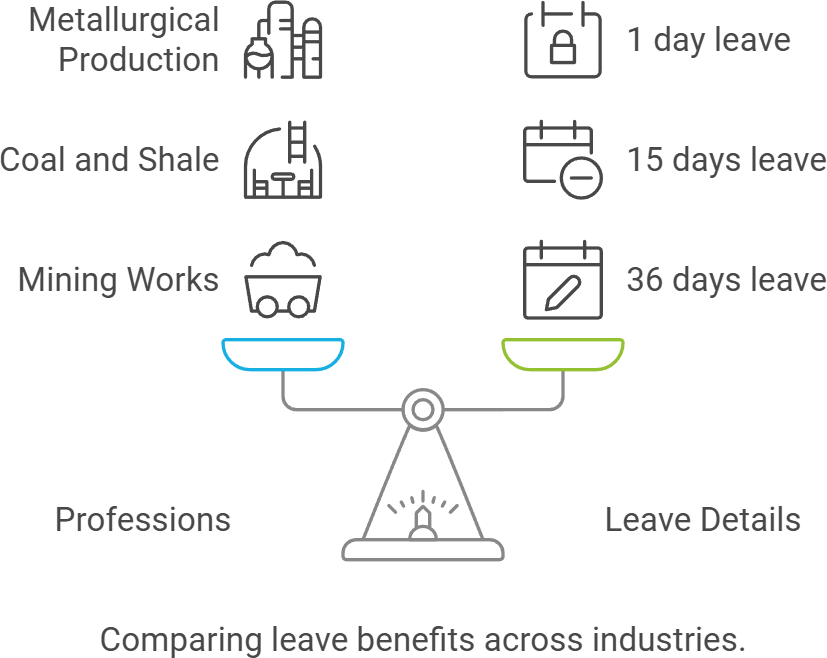 Metallurgical
Production
1 day leave
Coal and Shale
15 days leave
Mining Works
36 days leave
Professions
Leave Details
Comparing leave benefits across industries.